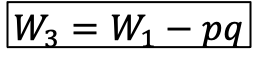 W₃ = W₁ − pq